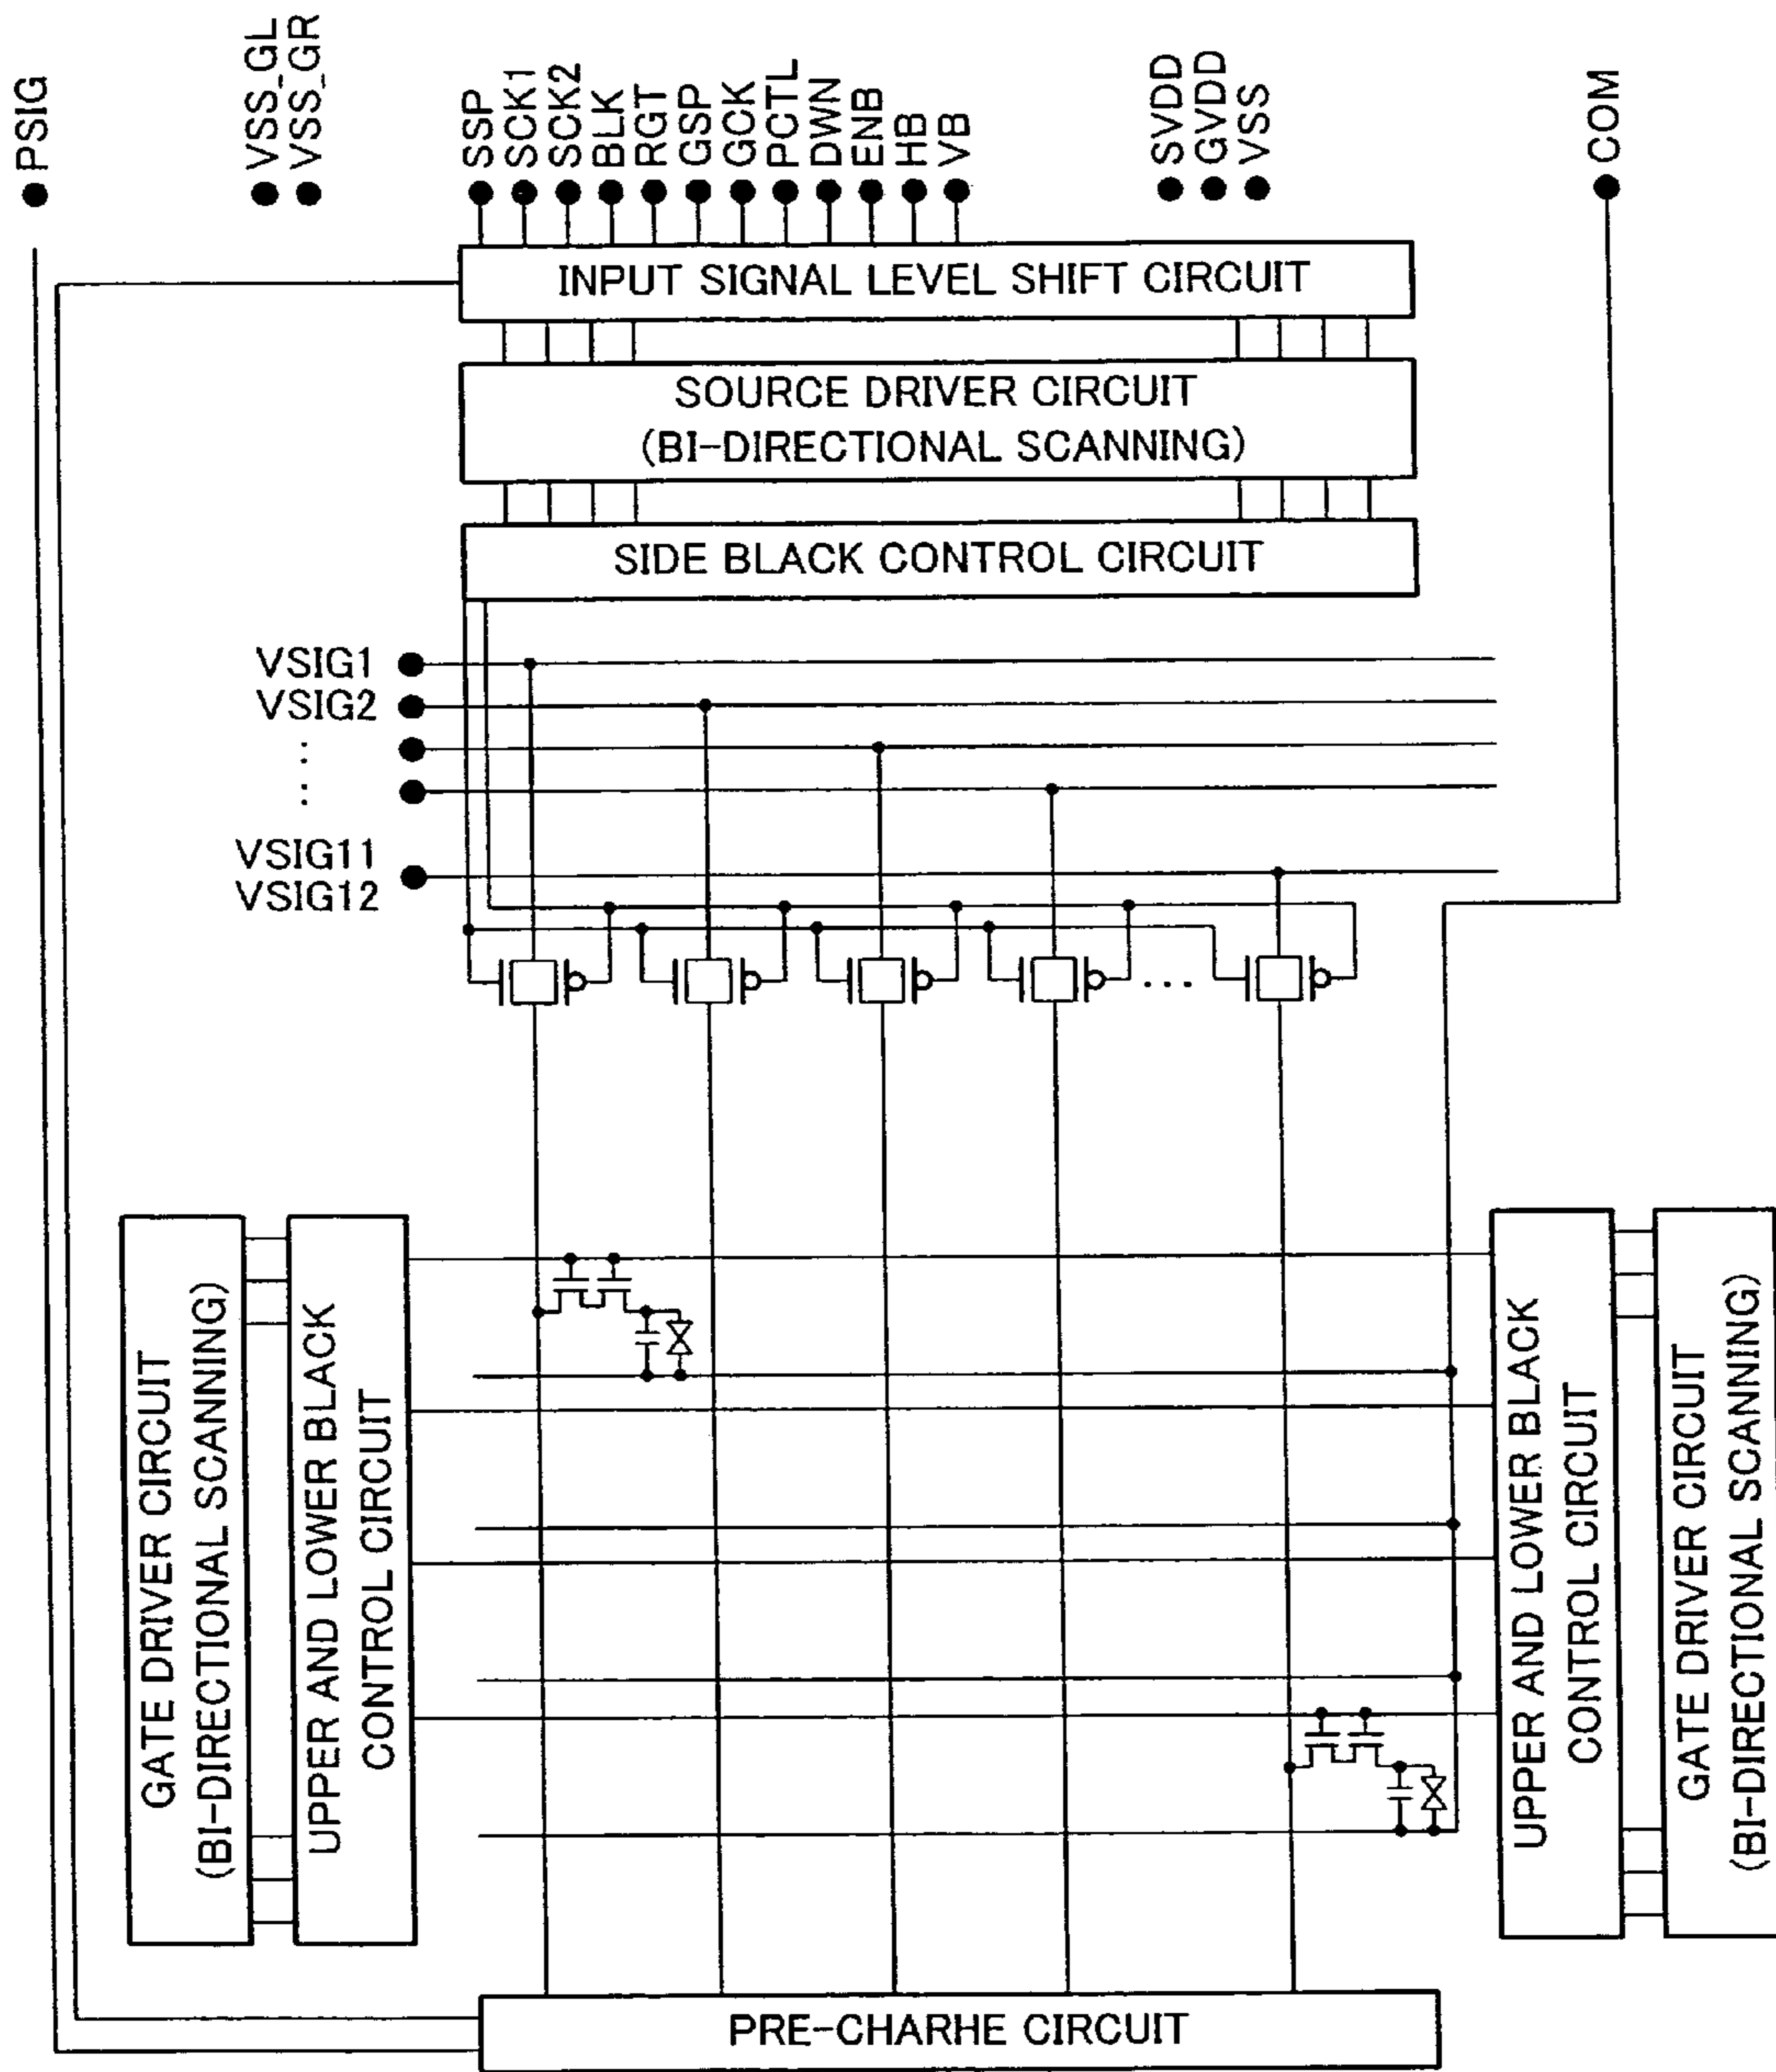 PSIG
VSS_GL
VSS_GR
SSP
SCK1
SCK2
BLK
RGT
GSP
GCK
PCTL
DWN
ENB
HB
VB
SVDD
GVDD
VSS
COM
INPUT SIGNAL LEVEL SHIFT CIRCUIT
SOURCE DRIVER CIRCUIT
(BI-DIRECTIONAL SCANNING)
SIDE BLACK CONTROL CIRCUIT
VSIG1
VSIG2
...
...
VSIG11
VSIG12
...
GATE DRIVER CIRCUIT
(BI-DIRECTIONAL SCANNING)
UPPER AND LOWER BLACK
CONTROL CIRCUIT
UPPER AND LOWER BLACK
CONTROL CIRCUIT
GATE DRIVER CIRCUIT
(BI-DIRECTIONAL SCANNING)
PRE-CHARHE CIRCUIT